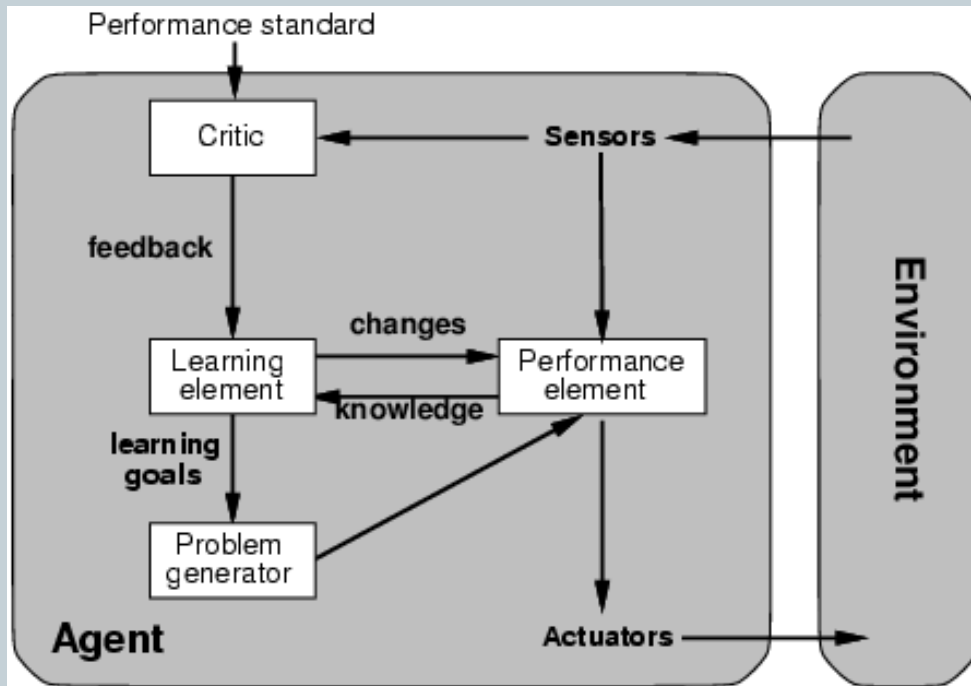 Performance standard
Critic
Sensors
feedback
changes
Learning
element
Performance
element
knowledge
learning
goals
Problem
generator
Agent
Actuators
Environment